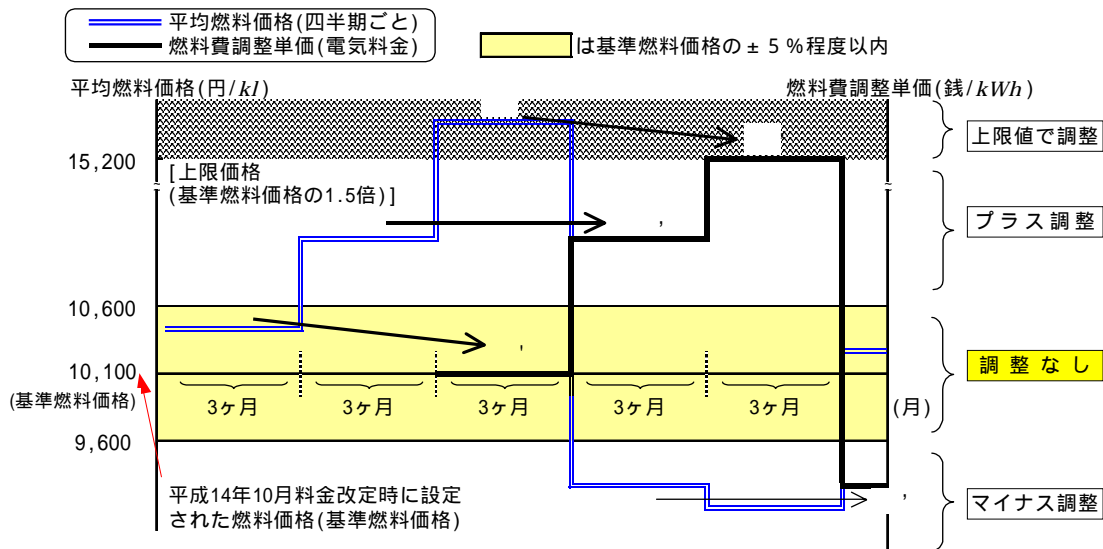 平均燃料価格(四半期ごと)
燃料費調整単価(電気料金)
は基準燃料価格の±5%程度以内
平均燃料価格(円/kl)
燃料費調整単価(銭/kWh)
上限値で調整
15,200
[上限価格
(基準燃料価格の1.5倍)]
,
プラス調整
10,600
,
10,100
(基準燃料価格)
調整なし
3ヶ月
3ヶ月
3ヶ月
3ヶ月
3ヶ月
(月)
9,600
平成14年10月料金改定時に設定
された燃料価格(基準燃料価格)
,
マイナス調整